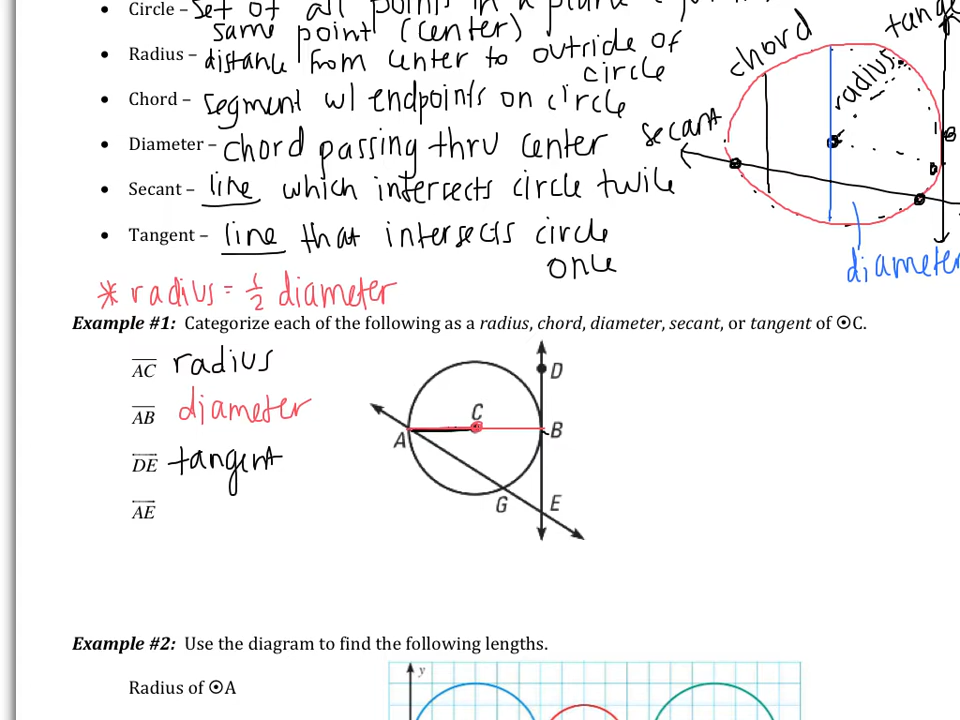 • Circle – set of all points in a plane
same point (center)
• Radius – distance from center to outside of
circle
• Chord – segment w/ endpoints on circle
• Diameter – chord passing thru center
• Secant – line which intersects circle twice
• Tangent – line that intersects circle
once
* radius = 1/2 diameter
chord
tange
radius
secant
B
diameter
Example #1: Categorize each of the following as a radius, chord, diameter, secant, or tangent of ⊙C.
AC radius
AB diameter
DE tangent
AE
D
C
B
A
G
E
Example #2: Use the diagram to find the following lengths.
Radius of ⊙A
y